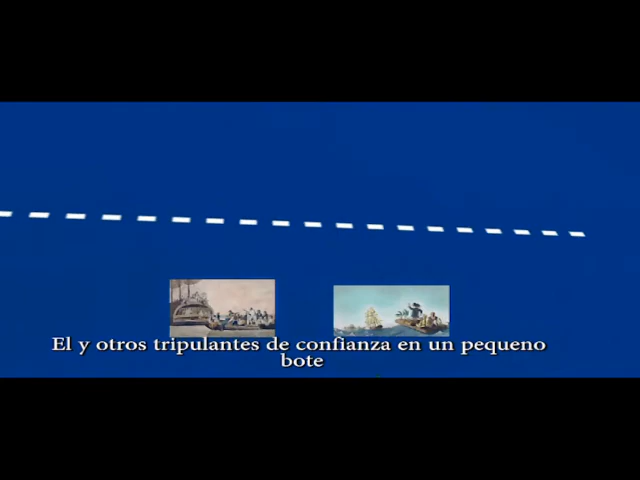 El y otros tripulantes de confianza en un pequeno
bote